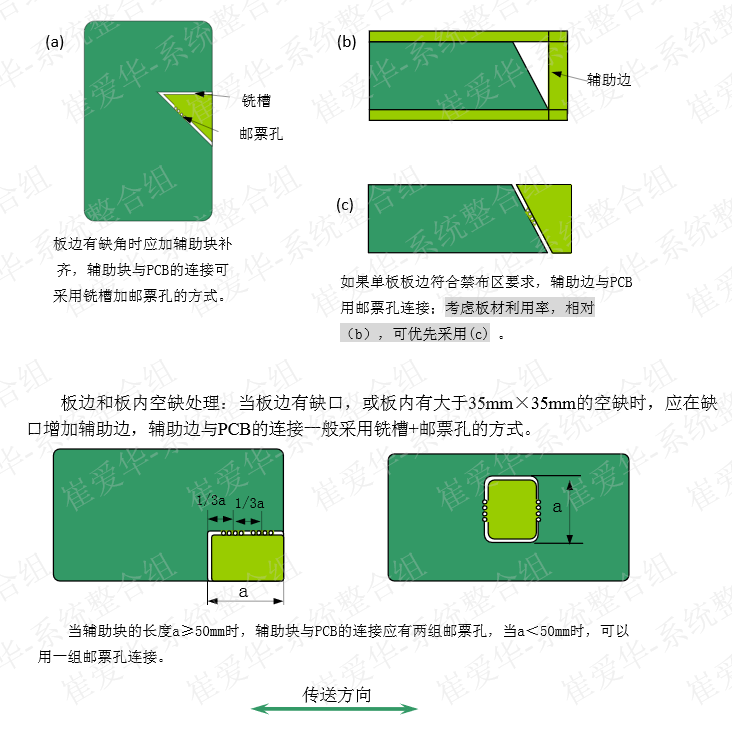 (a)
铣槽
邮票孔
板边有缺角时应加辅助块补
齐，辅助块与PCB的连接可
采用铣槽加邮票孔的方式。
(b)
辅助边
(c)
如果单板板边符合禁布区要求，辅助边与PCB
用邮票孔连接；考虑板材利用率，相对
（b），可优先采用(c) 。
板边和板内空缺处理：当板边有缺口，或板内有大于35mm×35mm的空缺时，应在缺
口增加辅助边，辅助边与PCB的连接一般采用铣槽+邮票孔的方式。
1/3a 1/3a
a
a
当辅助块的长度a≥50mm时，辅助块与PCB的连接应有两组邮票孔，当a＜50mm时，可以
用一组邮票孔连接。
传送方向
崔爱华-系统整合组